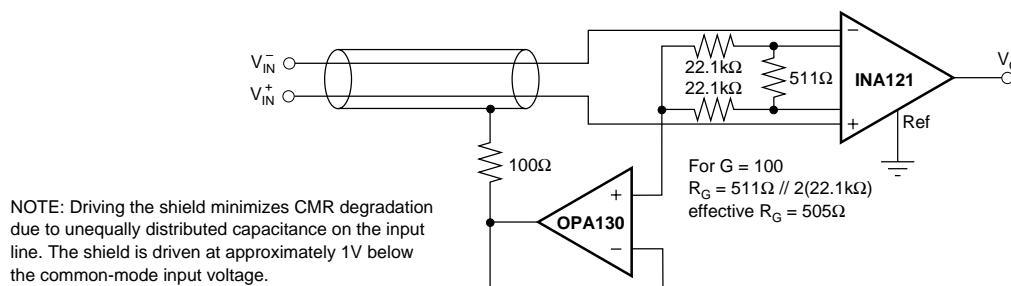 V⁻IN
V⁺IN
22.1kΩ
22.1kΩ
511Ω
−
INA121
+
Ref
100Ω
+
OPA130
−
For G = 100
RG = 511Ω // 2(22.1kΩ)
effective RG = 505Ω
NOTE: Driving the shield minimizes CMR degradation
due to unequally distributed capacitance on the input
line. The shield is driven at approximately 1V below
the common-mode input voltage.